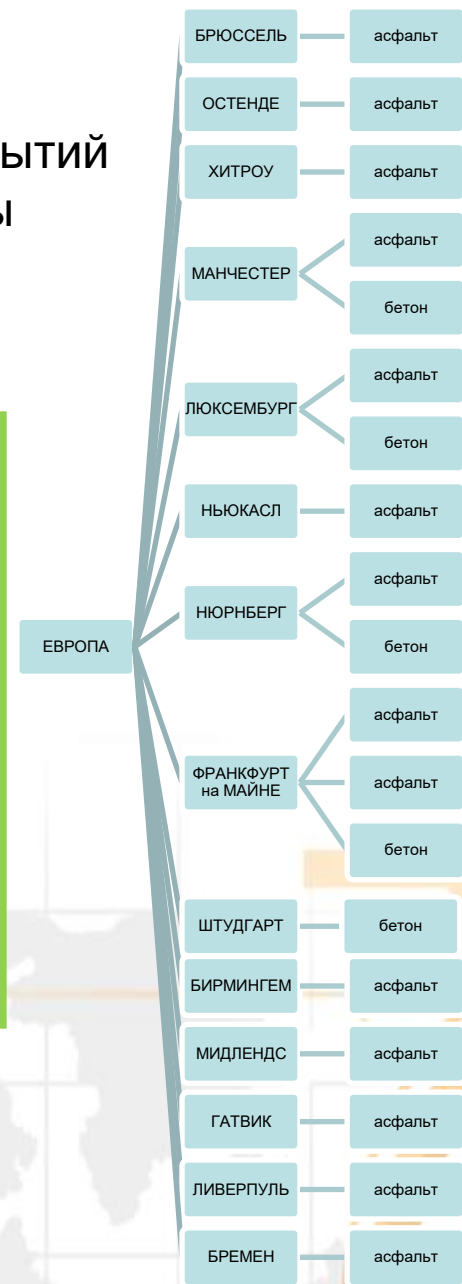 ытий
ы
ЕВРОПА
БРЮССЕЛЬ
асфальт
ОСТЕНДЕ
асфальт
ХИТРОУ
асфальт
МАНЧЕСТЕР
асфальт
бетон
ЛЮКСЕМБУРГ
асфальт
бетон
НЬЮКАСЛ
асфальт
НЮРНБЕРГ
асфальт
бетон
ФРАНКФУРТ
на МАЙНЕ
асфальт
асфальт
бетон
ШТУДГАРТ
бетон
БИРМИНГЕМ
асфальт
МИДЛЕНДС
асфальт
ГАТВИК
асфальт
ЛИВЕРПУЛЬ
асфальт
БРЕМЕН
асфальт